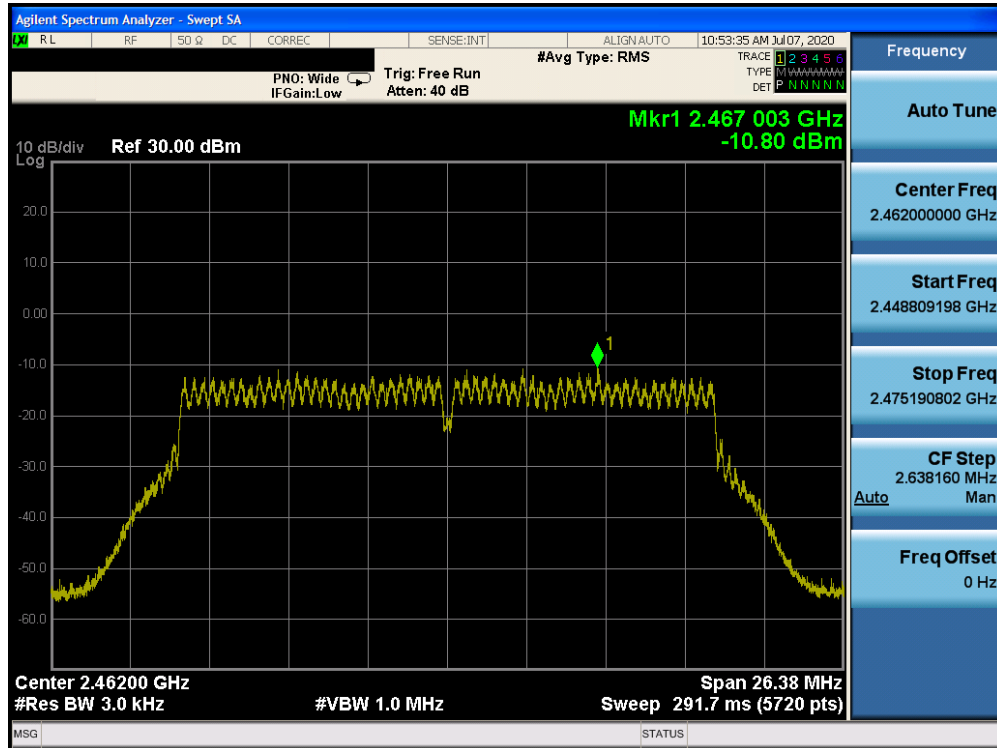 Agilent Spectrum Analyzer - Swept SA
LXI RL RF 50 Ω DC CORREC SENSE:INT ALIGNAUTO 10:53:35 AM Jul 07, 2020
#Avg Type: RMS
TRACE 1 2 3 4 5 6
TYPE M
DET P N N N N N
PNO: Wide
IFGain:Low
Trig: Free Run
Atten: 40 dB
Mkr1 2.467 003 GHz
-10.80 dBm
10 dB/div Ref 30.00 dBm
Log
20.0
10.0
0.00
-10.0
-20.0
-30.0
-40.0
-50.0
-60.0
1
Center 2.46200 GHz Span 26.38 MHz
#Res BW 3.0 kHz #VBW 1.0 MHz Sweep 291.7 ms (5720 pts)
MSG STATUS
Frequency
Auto Tune
Center Freq
2.462000000 GHz
Start Freq
2.448809198 GHz
Stop Freq
2.475190802 GHz
CF Step
2.638160 MHz
Auto Man
Freq Offset
0 Hz